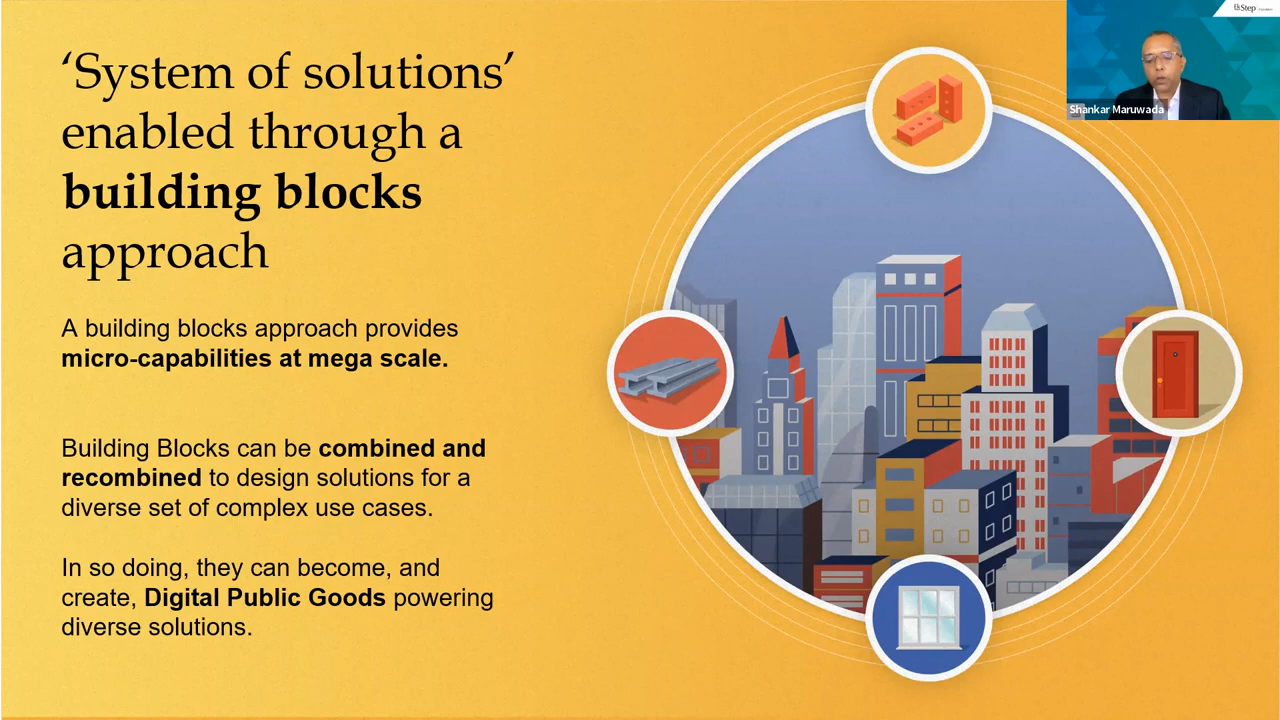 ‘System of solutions’
enabled through a
building blocks
approach
A building blocks approach provides
micro-capabilities at mega scale.
Building Blocks can be combined and
recombined to design solutions for a
diverse set of complex use cases.
In so doing, they can become, and
create, Digital Public Goods powering
diverse solutions.
Step
Shankar Maruwada